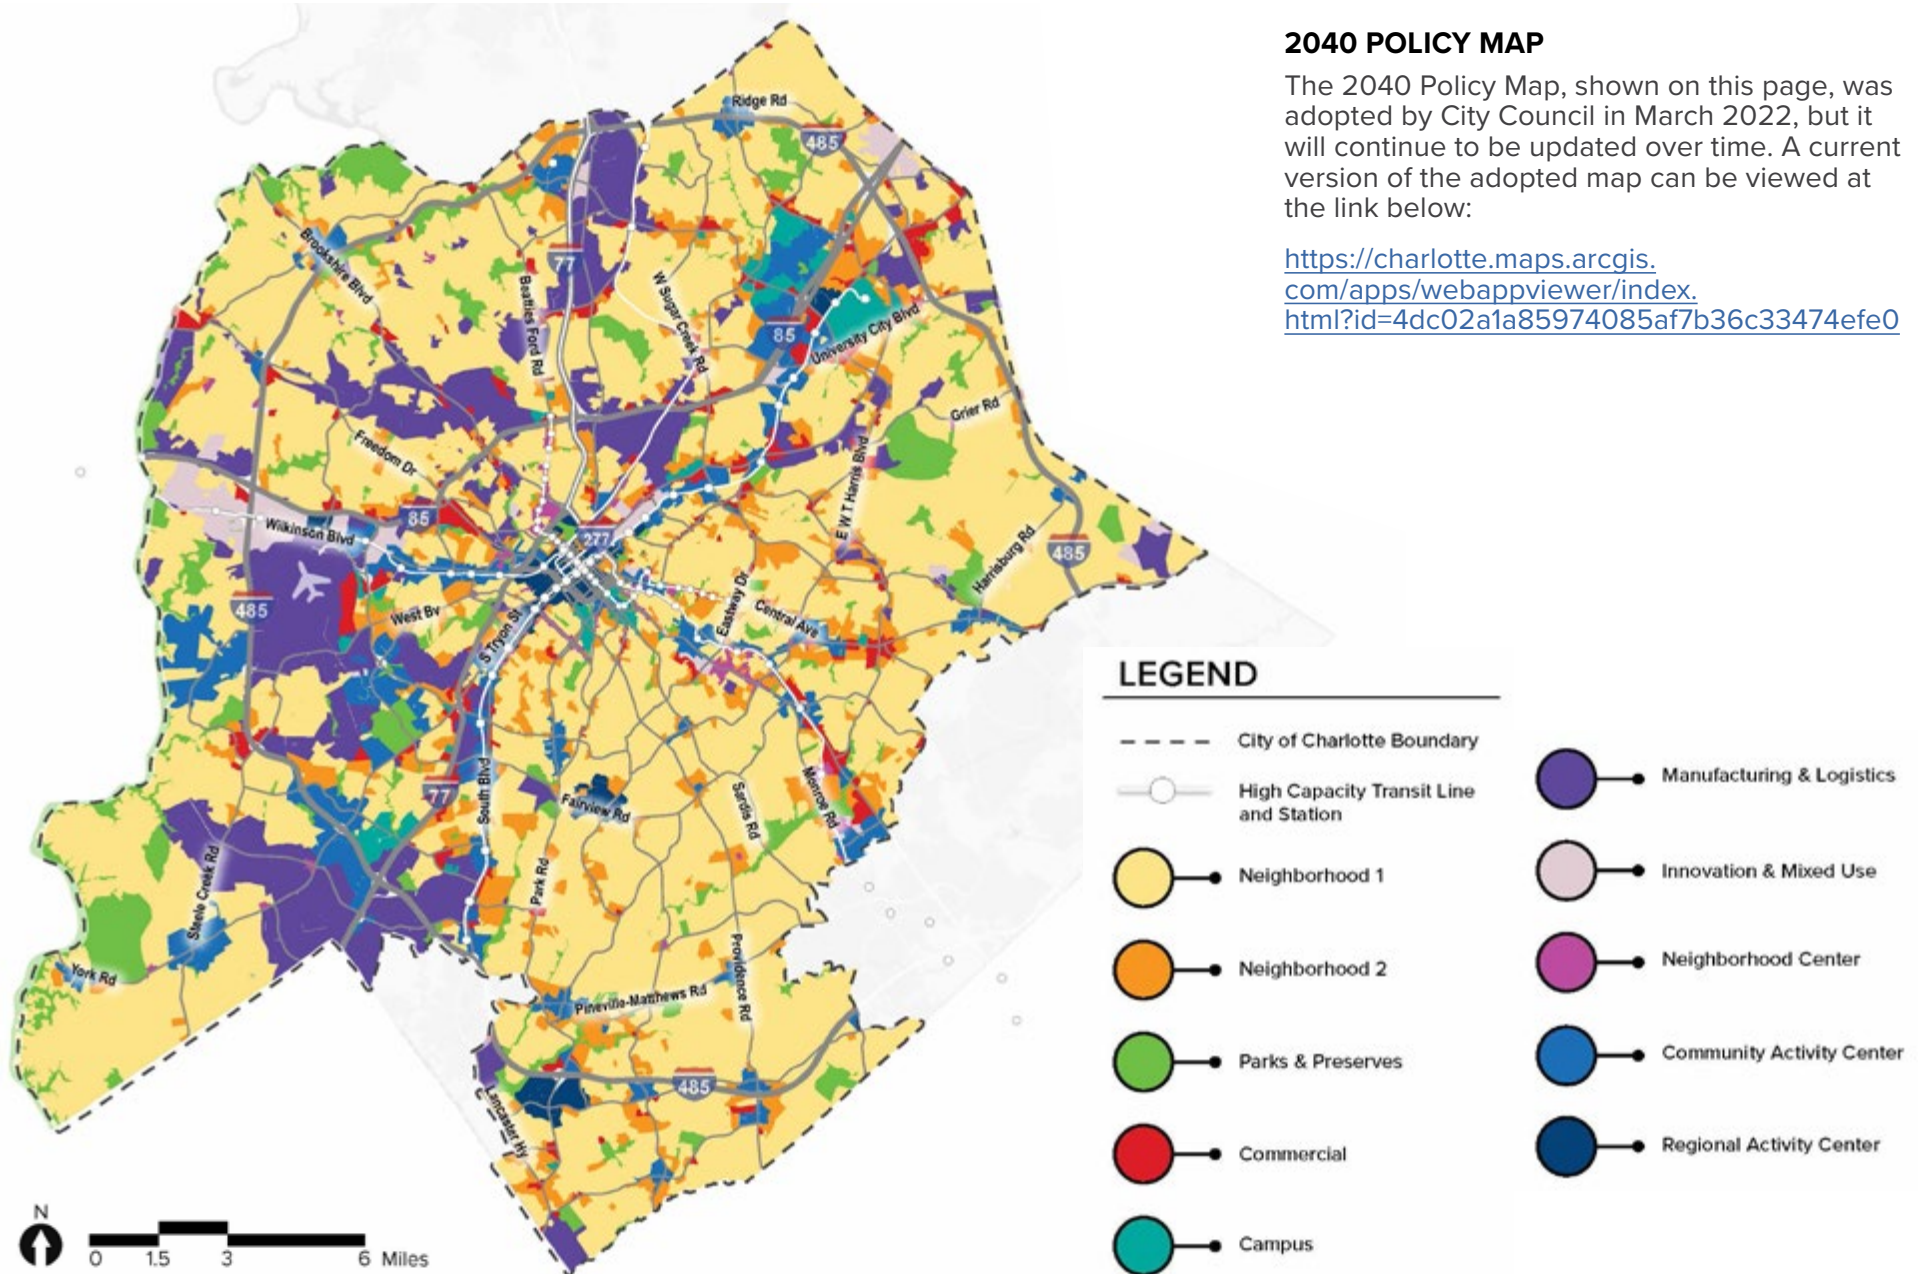 2040 POLICY MAP
The 2040 Policy Map, shown on this page, was
adopted by City Council in March 2022, but it
will continue to be updated over time. A current
version of the adopted map can be viewed at
the link below:
https://charlotte.maps.arcgis.
com/apps/webappviewer/index.
html?id=4dc02a1a85974085af7b36c33474efe0
Ridge Rd
485
Brookshire Blvd
77
Beatties Ford Rd
W Sugar Creek Rd
85
University City Blvd
Grier Rd
Freedom Dr
E W T Harris Blvd
85
Wilkinson Blvd
277
Harrisburg Rd
485
485
West Bv
Eastway Dr
Central Ave
S Tryon St
77
South Blvd
Fairview Rd
Sardis Rd
Monroe Rd
Steele Creek Rd
Park Rd
York Rd
Providence Rd
Pineville-Matthews Rd
485
Lancaster Hy
N
0 1.5 3 6 Miles
LEGEND
City of Charlotte Boundary
High Capacity Transit Line
and Station
Neighborhood 1
Neighborhood 2
Parks & Preserves
Commercial
Campus
Manufacturing & Logistics
Innovation & Mixed Use
Neighborhood Center
Community Activity Center
Regional Activity Center